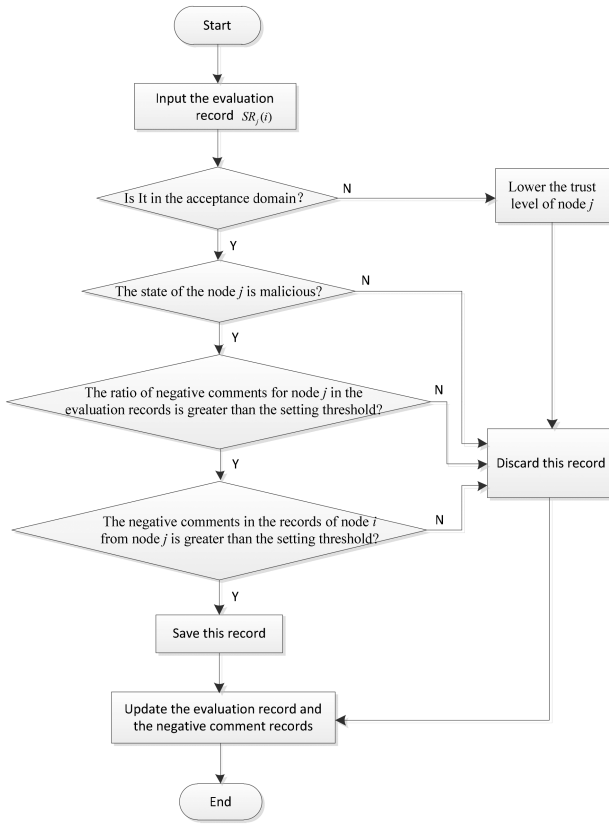 Start
Input the evaluation
record SRj(i)
Is It in the acceptance domain?
N
Lower the trust
level of node j
Y
The state of the node j is malicious?
N
Y
The ratio of negative comments for node j in the
evaluation records is greater than the setting threshold?
N
Discard this record
Y
The negative comments in the records of node i
from node j is greater than the setting threshold?
N
Y
Save this record
Update the evaluation record and
the negative comment records
End